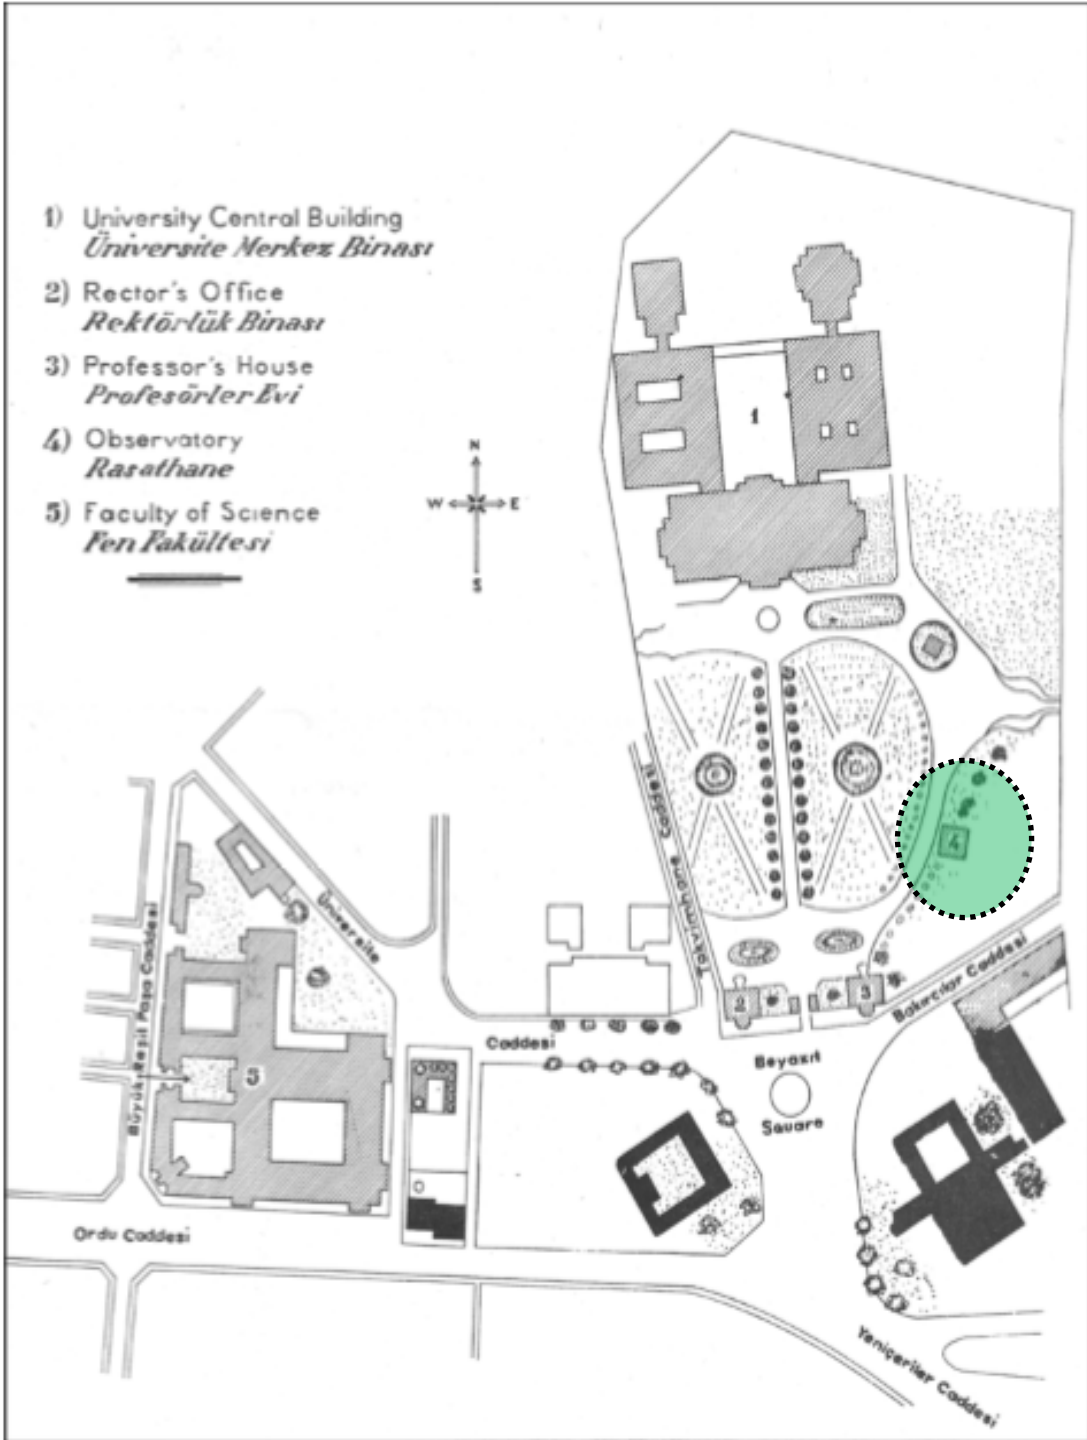 1) University Central Building
Üniversite Merkez Binası
2) Rector's Office
Rektörlük Binası
3) Professor's House
Profesörler Evi
4) Observatory
Rasathane
5) Faculty of Science
Fen Fakültesi
N
W E
S
1
4
2
3
5
Takvimhane Caddesi
Bakırcılar Caddesi
Üniversite
Caddesi
Büyük Reşit Paşa Caddesi
Beyazıt
Square
Ordu Caddesi
Yeniçeriler Caddesi